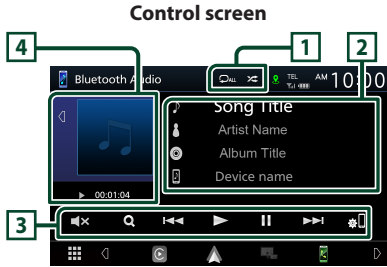 Control screen
4
1
2
Bluetooth Audio
ALL
TEL
AM 10:00
Song Title
Artist Name
Album Title
Device name
00:01:04
3